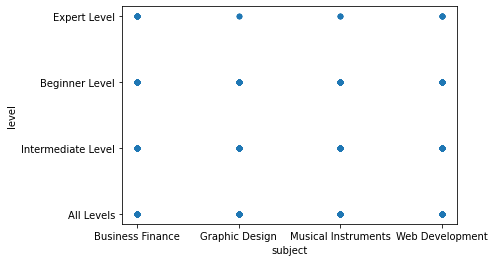 Expert Level
Beginner Level
Intermediate Level
All Levels
level
Business Finance
Graphic Design
Musical Instruments
Web Development
subject